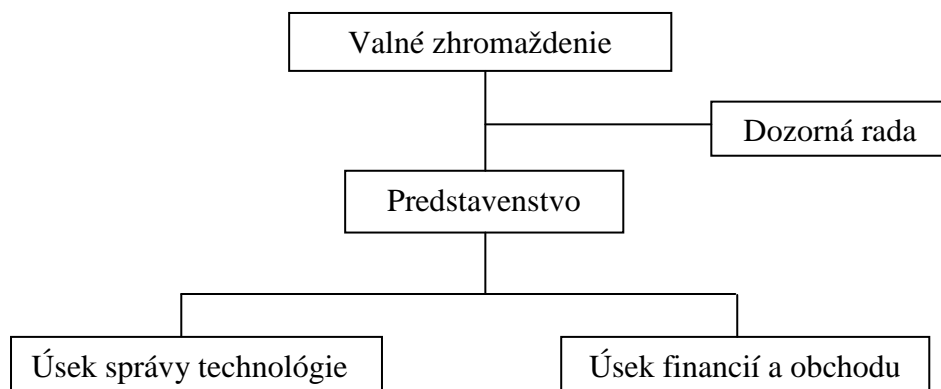 Valné zhromaždenie
Dozorná rada
Predstavenstvo
Úsek správy technológie
Úsek financií a obchodu